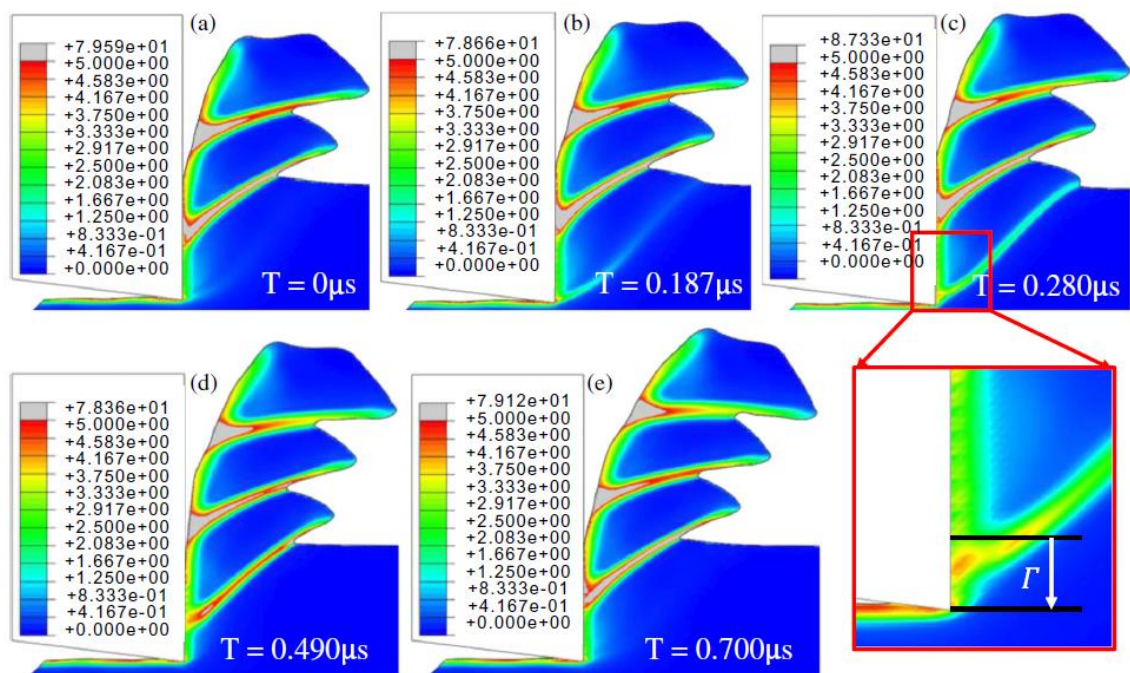 (a)
+7.959e+01
+5.000e+00
+4.583e+00
+4.167e+00
+3.750e+00
+3.333e+00
+2.917e+00
+2.500e+00
+2.083e+00
+1.667e+00
+1.250e+00
+8.333e-01
+4.167e-01
+0.000e+00
T = 0μs
(b)
+7.866e+01
+5.000e+00
+4.583e+00
+4.167e+00
+3.750e+00
+3.333e+00
+2.917e+00
+2.500e+00
+2.083e+00
+1.667e+00
+1.250e+00
+8.333e-01
+4.167e-01
+0.000e+00
T = 0.187μs
(c)
+8.733e+01
+5.000e+00
+4.583e+00
+4.167e+00
+3.750e+00
+3.333e+00
+2.917e+00
+2.500e+00
+2.083e+00
+1.667e+00
+1.250e+00
+8.333e-01
+4.167e-01
+0.000e+00
T = 0.280μs
(d)
+7.836e+01
+5.000e+00
+4.583e+00
+4.167e+00
+3.750e+00
+3.333e+00
+2.917e+00
+2.500e+00
+2.083e+00
+1.667e+00
+1.250e+00
+8.333e-01
+4.167e-01
+0.000e+00
T = 0.490μs
(e)
+7.912e+01
+5.000e+00
+4.583e+00
+4.167e+00
+3.750e+00
+3.333e+00
+2.917e+00
+2.500e+00
+2.083e+00
+1.667e+00
+1.250e+00
+8.333e-01
+4.167e-01
+0.000e+00
T = 0.700μs
Γ